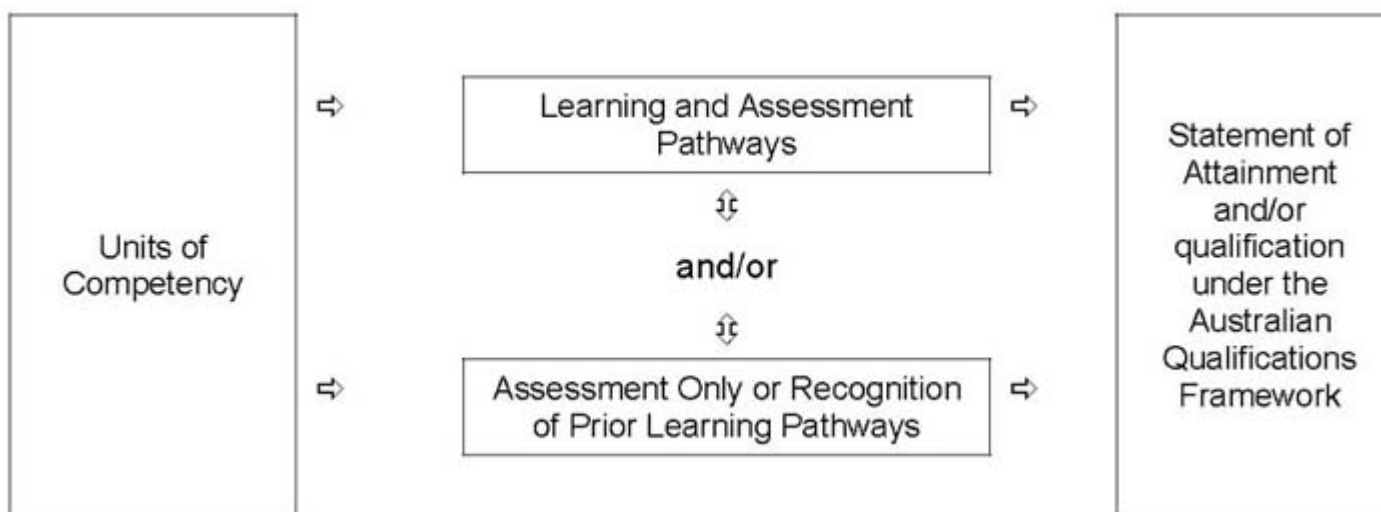 Units of
Competency
Learning and Assessment
Pathways
and/or
Assessment Only or Recognition
of Prior Learning Pathways
Statement of
Attainment
and/or
qualification
under the
Australian
Qualifications
Framework